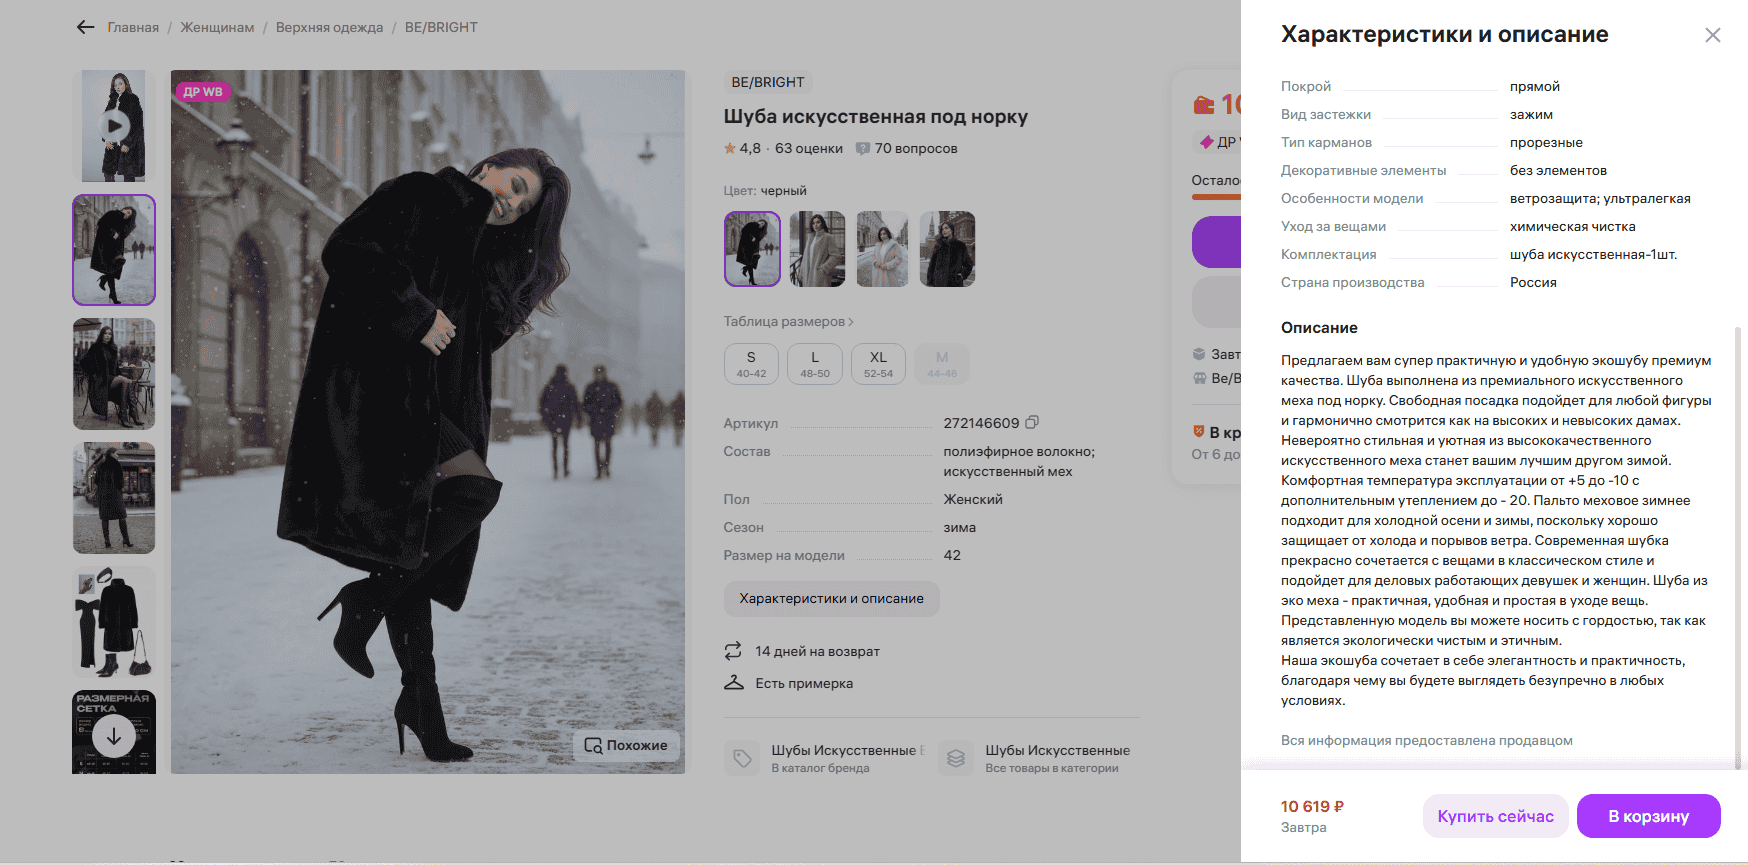 Главная / Женщинам / Верхняя одежда / BE/BRIGHT
ДР WB
РАЗМЕРНАЯ
СЕТКА
Похожие
BE/BRIGHT
Шуба искусственная под норку
4,8 · 63 оценки 70 вопросов
Цвет: черный
Таблица размеров
S L XL M
40-42 48-50 52-54 44-46
Артикул 272146609
Состав полиэфирное волокно;
искусственный мех
Пол Женский
Сезон зима
Размер на модели 42
Характеристики и описание
14 дней на возврат
Есть примерка
Шубы Искусственные
В каталог бренда
Шубы Искусственные
Все товары в категории
ДР
От 6 до
Характеристики и описание
Покрой прямой
Вид застежки зажим
Тип карманов прорезные
Декоративные элементы без элементов
Особенности модели ветрозащита; ультралегкая
Уход за вещами химическая чистка
Комплектация шуба искусственная-1шт.
Страна производства Россия
Описание
Предлагаем вам супер практичную и удобную экошубу премиум
качества. Шуба выполнена из премиального искусственного
меха под норку. Свободная посадка подойдет для любой фигуры
и гармонично смотрится как на высоких и невысоких дамах.
Невероятно стильная и уютная из высококачественного
искусственного меха станет вашим лучшим другом зимой.
Комфортная температура эксплуатации от +5 до -10 с
дополнительным утеплением до - 20. Пальто меховое зимнее
подходит для холодной осени и зимы, поскольку хорошо
защищает от холода и порывов ветра. Современная шубка
прекрасно сочетается с вещами в классическом стиле и
подойдет для деловых работающих девушек и женщин. Шуба из
эко меха - практичная, удобная и простая в уходе вещь.
Представленную модель вы можете носить с гордостью, так как
является экологически чистым и этичным.
Наша экошуба сочетает в себе элегантность и практичность,
благодаря чему вы будете выглядеть безупречно в любых
условиях.
Вся информация предоставлена продавцом
10 619 ₽
Завтра
Купить сейчас
В корзину